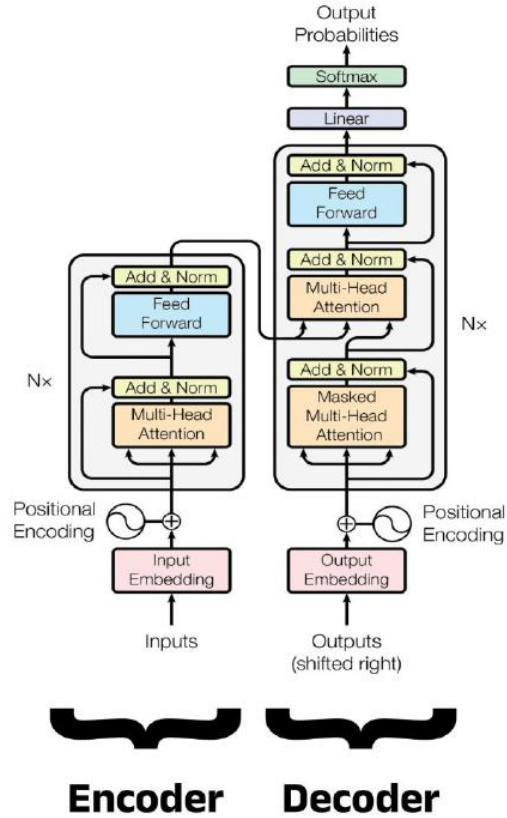 Output
Probabilities
Softmax
Linear
Add & Norm
Feed
Forward
Add & Norm
Multi-Head
Attention
Add & Norm
Masked
Multi-Head
Attention
N×
Add & Norm
Feed
Forward
N×
Add & Norm
Multi-Head
Attention
Positional
Encoding
Positional
Encoding
Input
Embedding
Output
Embedding
Inputs
Outputs
(shifted right)
Encoder
Decoder